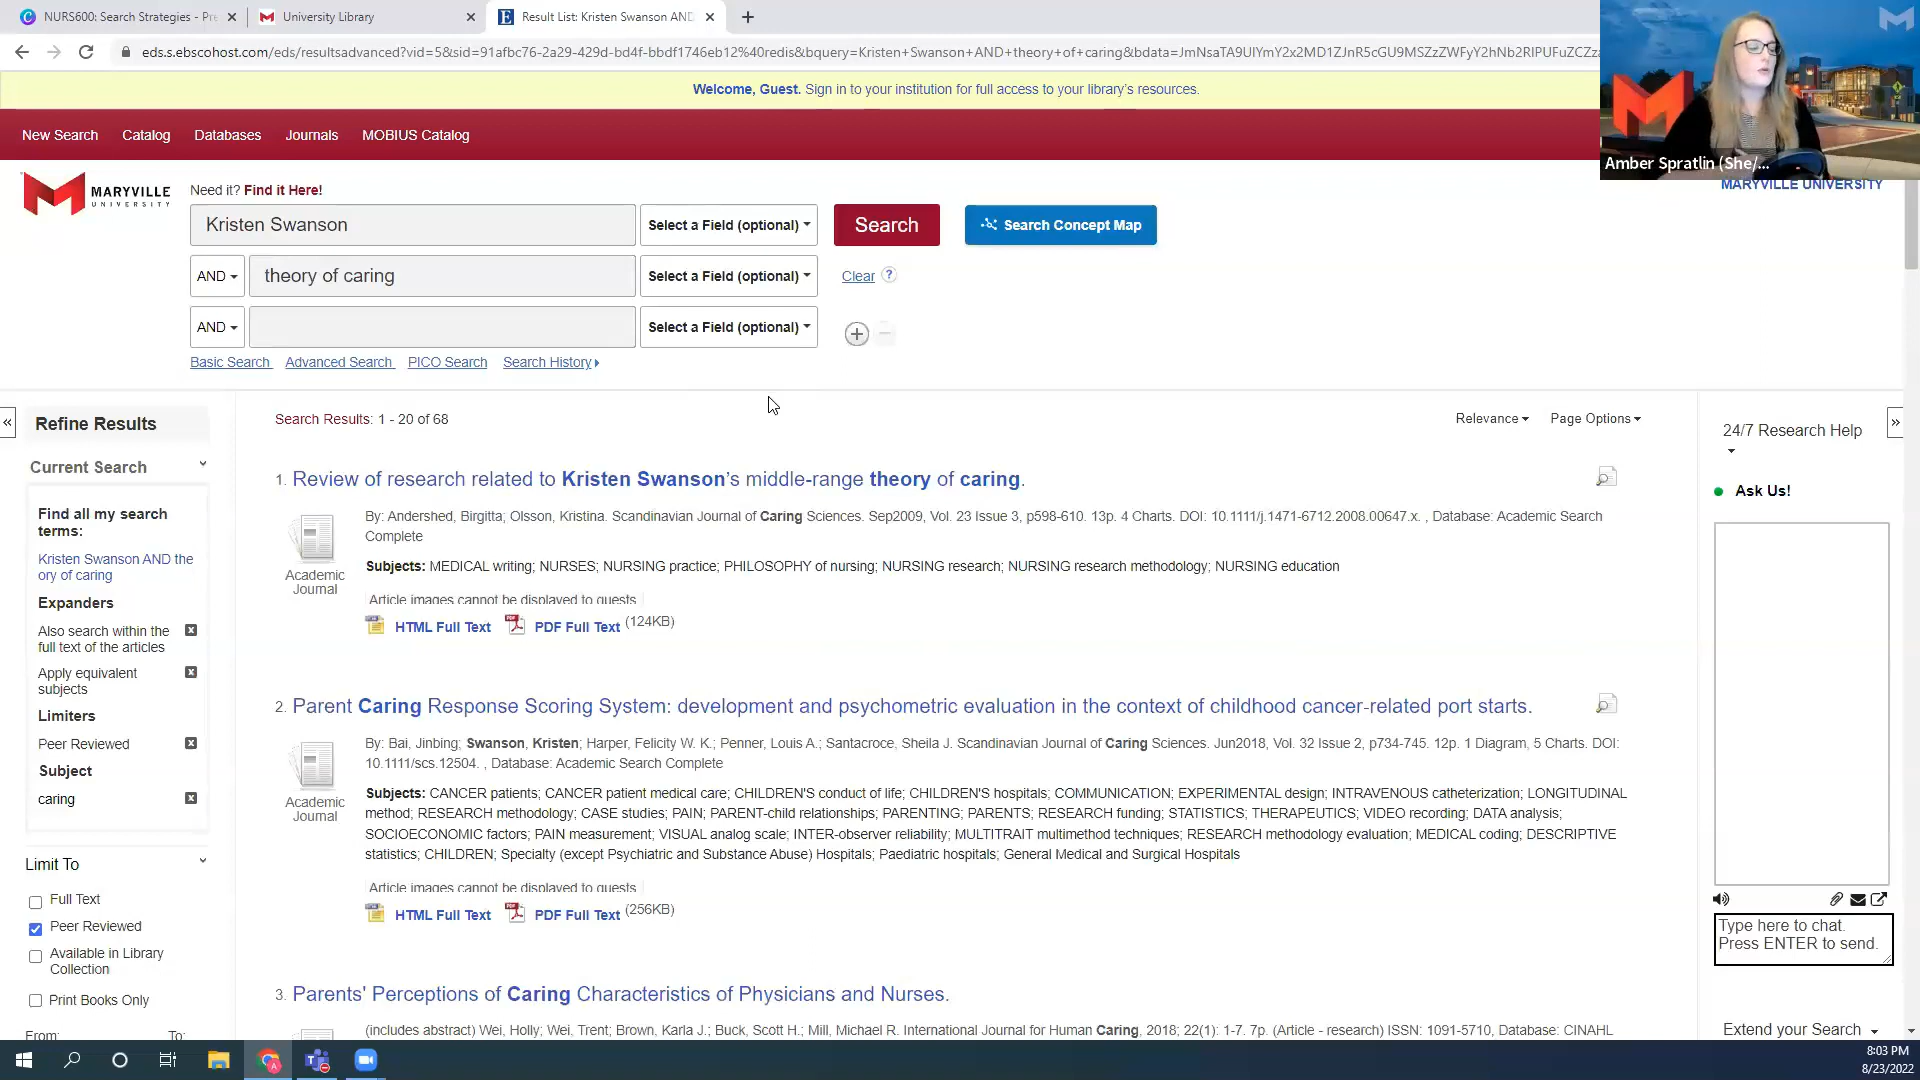 NURS600: Search Strategies - Pre
University Library
Result List: Kristen Swanson AND
eds.s.ebscohost.com/eds/resultsadvanced?vid=5&sid=91afbc76-2a29-429d-bd4f-bbdf1746eb12%40redis&bquery=Kristen+Swanson+AND+theory+of+caring&bdata=
Welcome, Guest. Sign in to your institution for full access to your library's resources.
New Search Catalog Databases Journals MOBIUS Catalog
Amber Spratlin (She/...
MARYVILLE UNIVERSITY
MARYVILLE
UNIVERSITY
Need it? Find it Here!
Kristen Swanson
Select a Field (optional)
Search
Search Concept Map
AND
theory of caring
Select a Field (optional)
Clear ?
AND
Select a Field (optional)
Basic Search Advanced Search PICO Search Search History
Refine Results
Current Search
Find all my search
terms:
Kristen Swanson AND the
ory of caring
Expanders
Also search within the
full text of the articles
Apply equivalent
subjects
Limiters
Peer Reviewed
Subject
caring
Limit To
Full Text
Peer Reviewed
Available in Library
Collection
Print Books Only
From: To:
Search Results: 1 - 20 of 68
Relevance Page Options
1. Review of research related to Kristen Swanson's middle-range theory of caring.
By: Andershed, Birgitta; Olsson, Kristina. Scandinavian Journal of Caring Sciences. Sep2009, Vol. 23 Issue 3, p598-610. 13p. 4 Charts. DOI: 10.1111/j.1471-6712.2008.00647.x. , Database: Academic Search
Complete
Academic
Journal
Subjects: MEDICAL writing; NURSES; NURSING practice; PHILOSOPHY of nursing; NURSING research; NURSING research methodology; NURSING education
Article images cannot be displayed to guests
HTML Full Text PDF Full Text (124KB)
2. Parent Caring Response Scoring System: development and psychometric evaluation in the context of childhood cancer-related port starts.
By: Bai, Jinbing; Swanson, Kristen; Harper, Felicity W. K.; Penner, Louis A.; Santacroce, Sheila J. Scandinavian Journal of Caring Sciences. Jun2018, Vol. 32 Issue 2, p734-745. 12p. 1 Diagram, 5 Charts. DOI:
10.1111/scs.12504. , Database: Academic Search Complete
Academic
Journal
Subjects: CANCER patients; CANCER patient medical care; CHILDREN'S conduct of life; CHILDREN'S hospitals; COMMUNICATION; EXPERIMENTAL design; INTRAVENOUS catheterization; LONGITUDINAL
method; RESEARCH methodology; CASE studies; PAIN; PARENT-child relationships; PARENTING; PARENTS; RESEARCH funding; STATISTICS; THERAPEUTICS; VIDEO recording; DATA analysis;
SOCIOECONOMIC factors; PAIN measurement; VISUAL analog scale; INTER-observer reliability; MULTITRAIT multimethod techniques; RESEARCH methodology evaluation; MEDICAL coding; DESCRIPTIVE
statistics; CHILDREN; Specialty (except Psychiatric and Substance Abuse) Hospitals; Paediatric hospitals; General Medical and Surgical Hospitals
Article images cannot be displayed to guests
HTML Full Text PDF Full Text (256KB)
3. Parents' Perceptions of Caring Characteristics of Physicians and Nurses.
(includes abstract) Wei, Holly; Wei, Trent; Brown, Karla J.; Buck, Scott H.; Mill, Michael R. International Journal for Human Caring, 2018; 22(1): 1-7. 7p. (Article - research) ISSN: 1091-5710, Database: CINAHL
24/7 Research Help
Ask Us!
Type here to chat.
Press ENTER to send.
Extend your Search
8:03 PM
8/23/2022